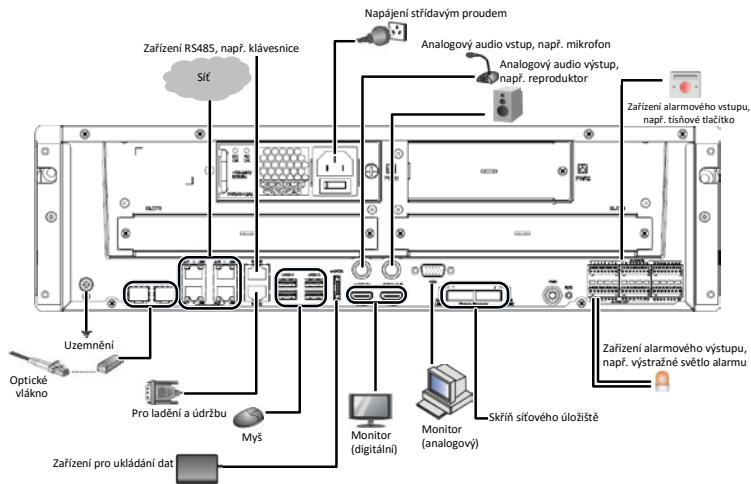 Napájení střídavým proudem
Zařízení RS485, např. klávesnice
Síť
Analogový audio vstup, např. mikrofon
Analogový audio výstup,
např. reproduktor
Zařízení alarmového vstupu,
např. tísňové tlačítko
SLOT3
PWR2
Uzemnění
Optické
vlákno
Pro ladění a údržbu
Myš
Monitor
(digitální)
Monitor
(analogový)
Skříň síťového úložiště
Zařízení alarmového výstupu,
např. výstražné světlo alarmu
Zařízení pro ukládání dat